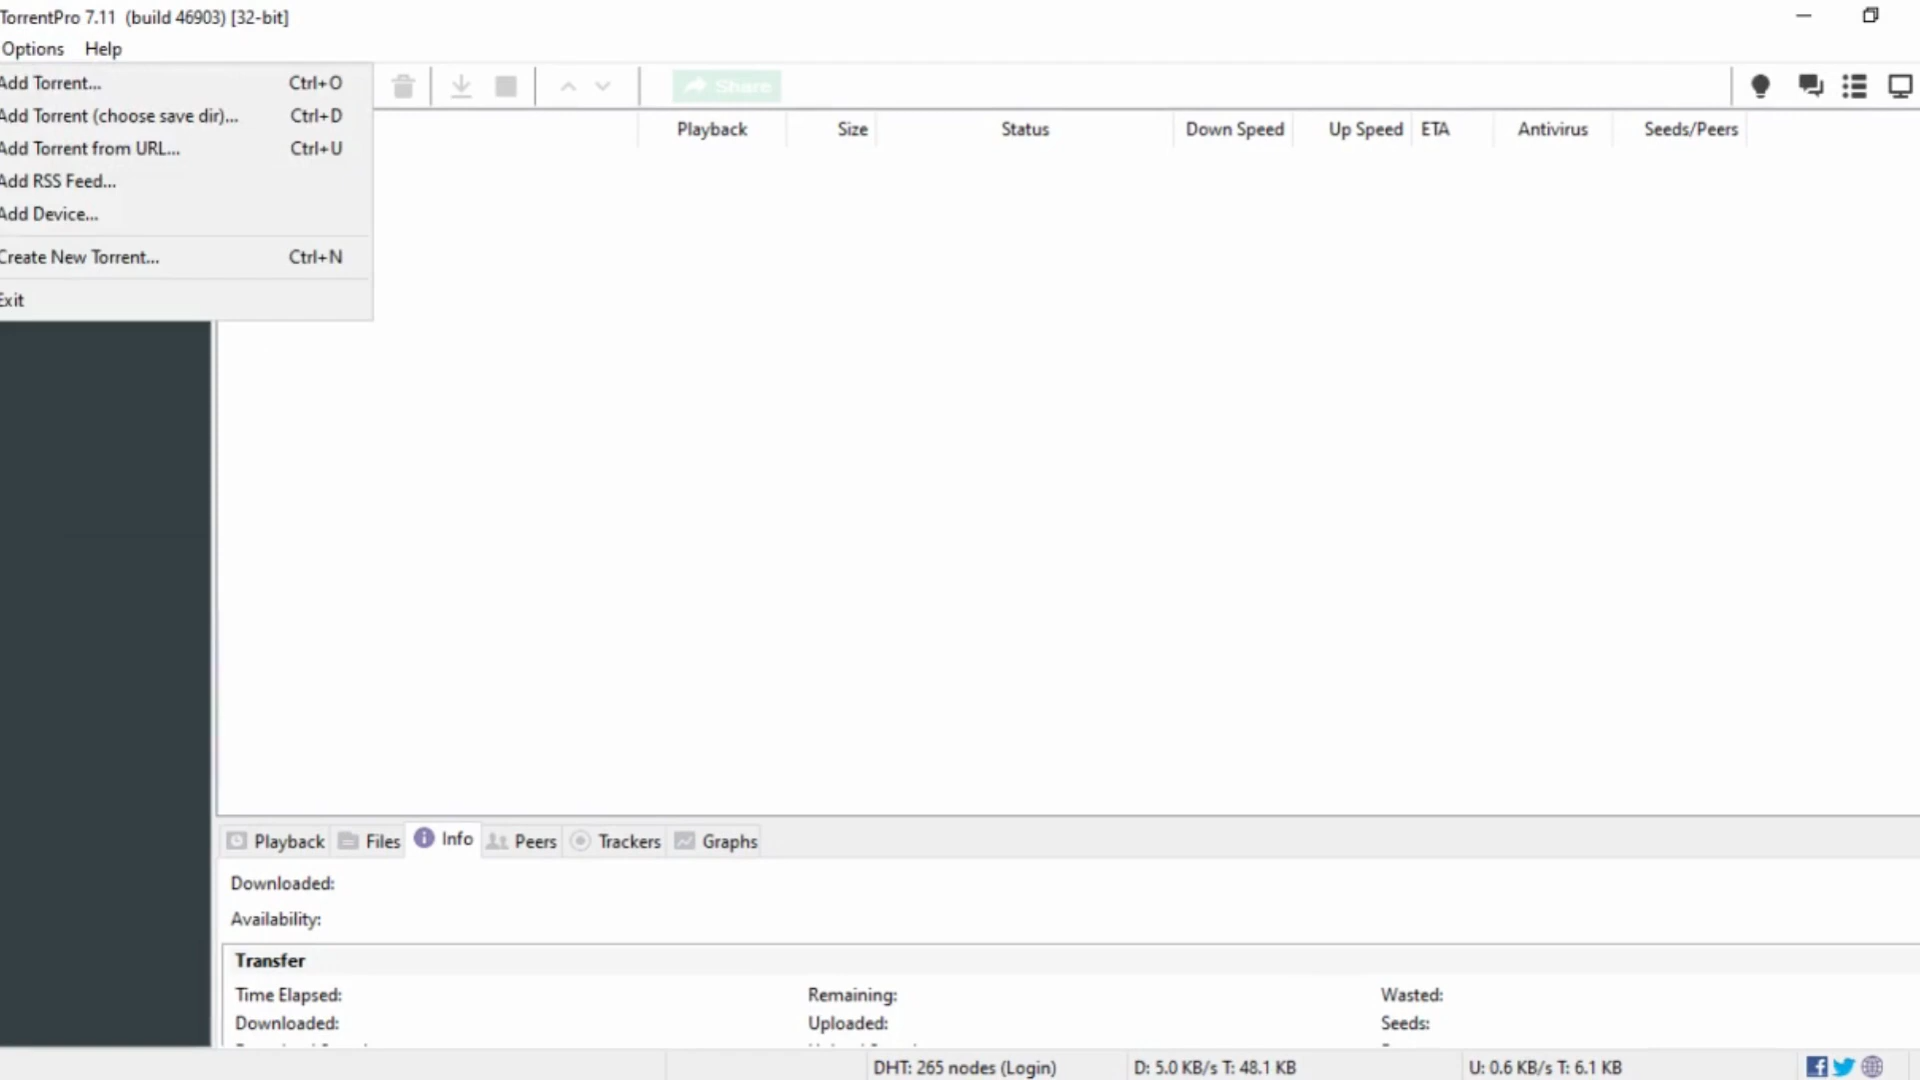 TorrentPro 7.11 (build 46903) [32-bit]
Options Help
Add Torrent... Ctrl+O
Add Torrent (choose save dir)... Ctrl+D
Add Torrent from URL... Ctrl+U
Add RSS Feed...
Add Device...
Create New Torrent... Ctrl+N
Exit
Share
Playback Size Status Down Speed Up Speed ETA Antivirus Seeds/Peers
Playback Files Info Peers Trackers Graphs
Downloaded:
Availability:
Transfer
Time Elapsed: Remaining: Wasted:
Downloaded: Uploaded: Seeds:
DHT: 265 nodes (Login) D: 5.0 KB/s T: 48.1 KB U: 0.6 KB/s T: 6.1 KB